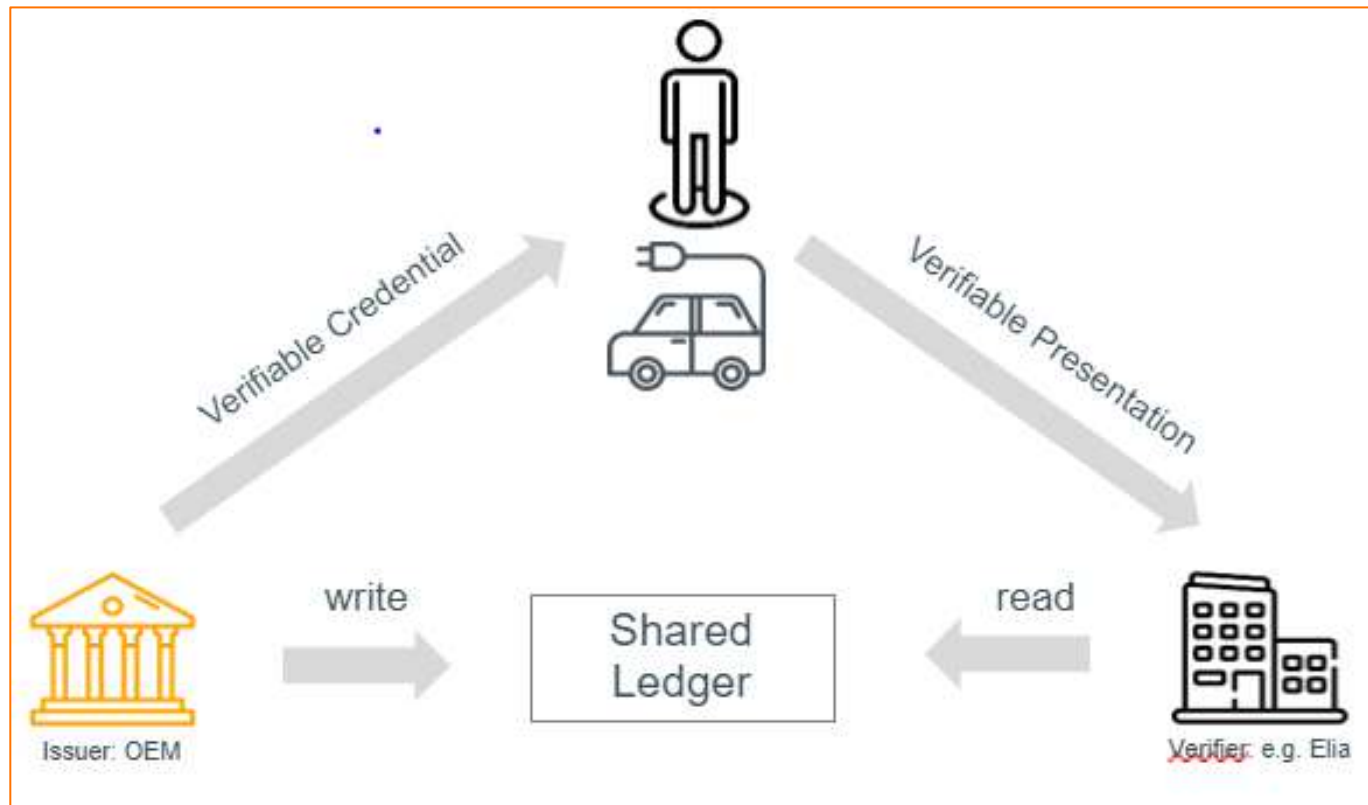 Verifiable Credential
Verifiable Presentation
write
Shared
Ledger
read
Issuer: OEM
Verifier: e.g. Elia